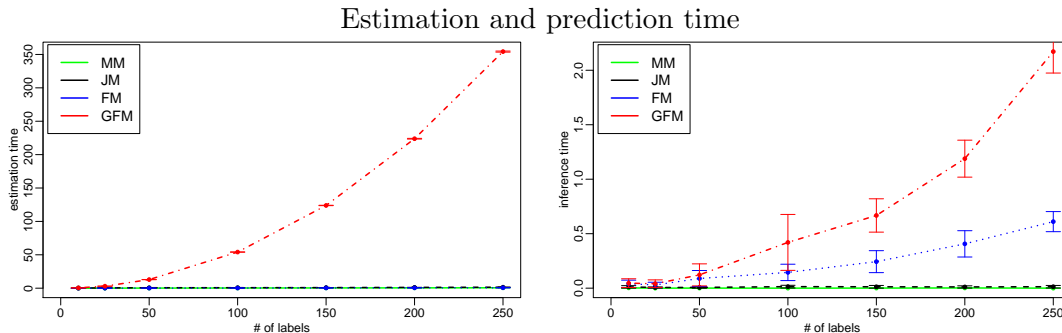 Estimation and prediction time
estimation time
0
50
100
150
200
250
300
350
MM
JM
FM
GFM
0 50 100 150 200 250
# of labels
inference time
0.0
0.5
1.0
1.5
2.0
MM
JM
FM
GFM
0 50 100 150 200 250
# of labels